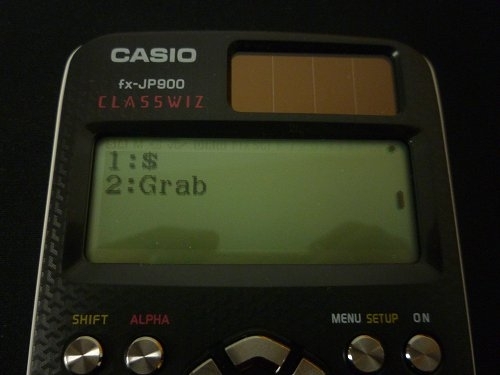 CASIO
fx-JP900
CLASSWIZ
1:$
2:Grab
SHIFT ALPHA MENU SETUP ON